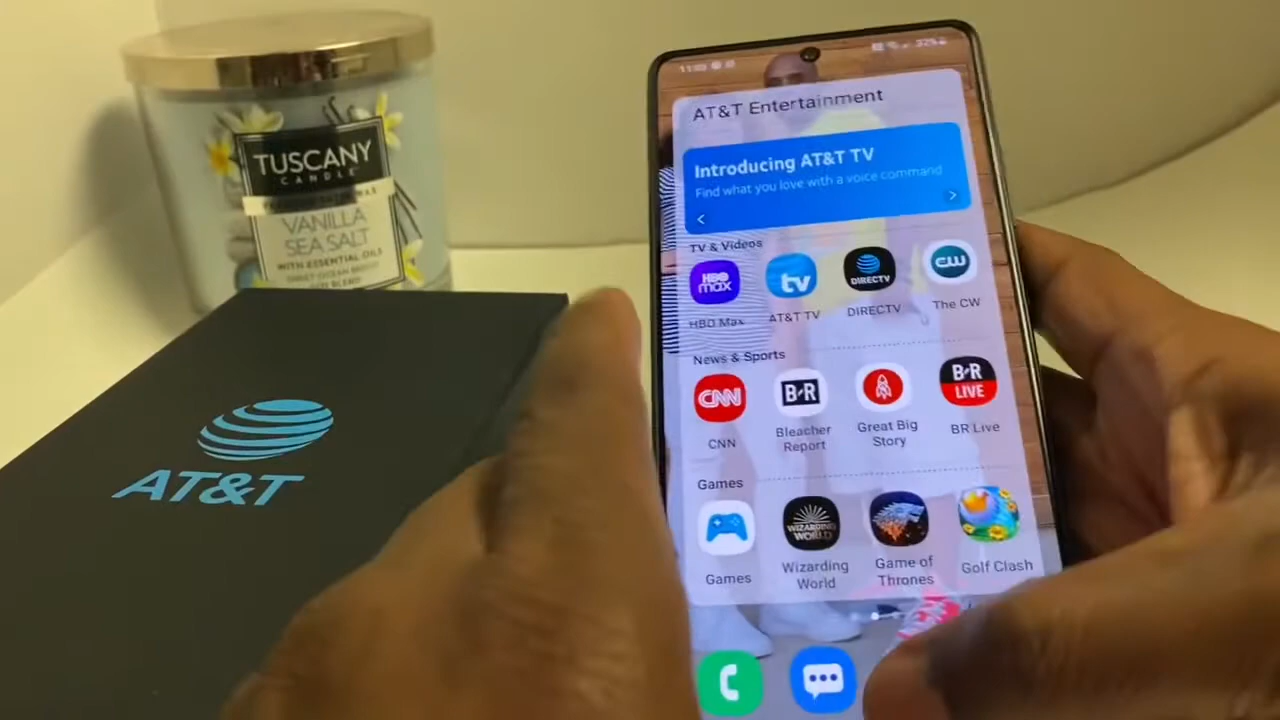 TUSCANY
CANDLE
VANILLA
SEA SALT
WITH ESSENTIAL OILS
AT&T
11:03
32%
AT&T Entertainment
Introducing AT&T TV
Find what you love with a voice command
<
>
TV & Videos
HBO
max
tv
DIRECTV
CW
HBO Max
AT&T TV
DIRECTV
The CW
News & Sports
CNN
B·R
B·R
LIVE
CNN
Bleacher
Report
Great Big
Story
BR Live
Games
WIZARDING
WORLD
Games
Wizarding
World
Game of
Thrones
Golf Clash